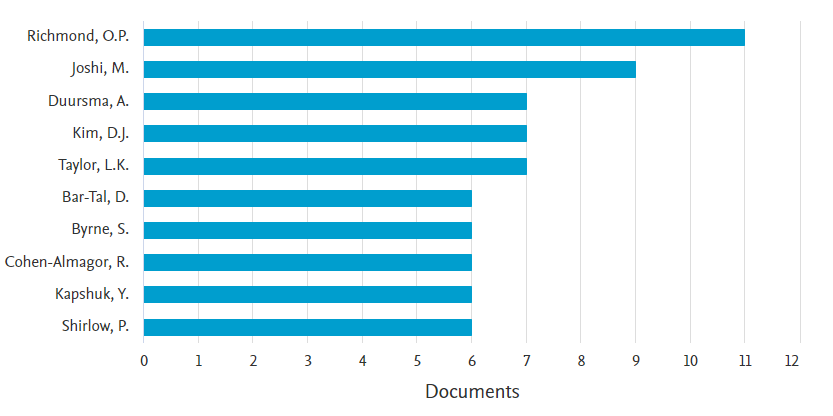 Richmond, O.P.
Joshi, M.
Duursma, A.
Kim, D.J.
Taylor, L.K.
Bar-Tal, D.
Byrne, S.
Cohen-Almagor, R.
Kapshuk, Y.
Shirlow, P.
0 1 2 3 4 5 6 7 8 9 10 11 12
Documents